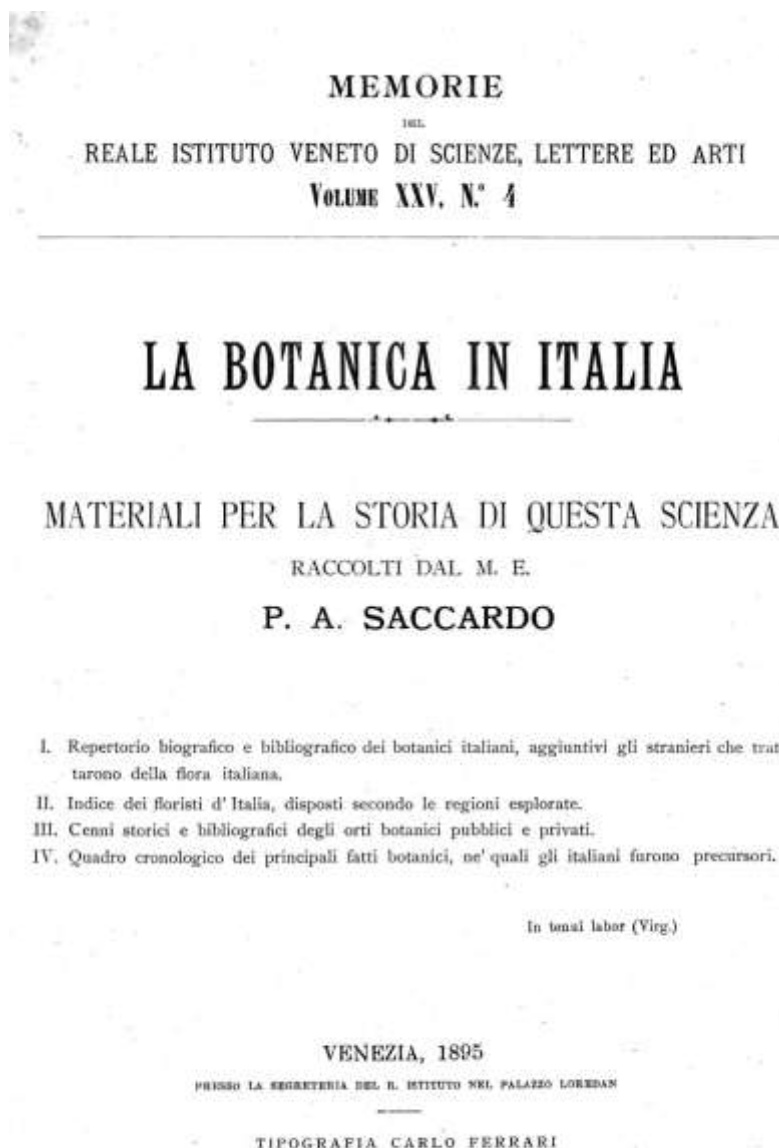 MEMORIE
DEL
REALE ISTITUTO VENETO DI SCIENZE, LETTERE ED ARTI
VOLUME XXV. N.° 4
LA BOTANICA IN ITALIA
MATERIALI PER LA STORIA DI QUESTA SCIENZA
RACCOLTI DAL M. E.
P. A. SACCARDO
I. Repertorio biografico e bibliografico dei botanici italiani, aggiuntivi gli stranieri che trat
tarono della flora italiana.
II. Indice dei floristi d' Italia, disposti secondo le regioni esplorate.
III. Cenni storici e bibliografici degli orti botanici pubblici e privati.
IV. Quadro cronologico dei principali fatti botanici, ne' quali gli italiani furono precursori.
In tenui labor (Virg.)
VENEZIA, 1895
PRESSO LA SEGRETERIA DEL R. ISTITUTO NEL PALAZZO LOREDAN
TIPOGRAFIA CARLO FERRARI